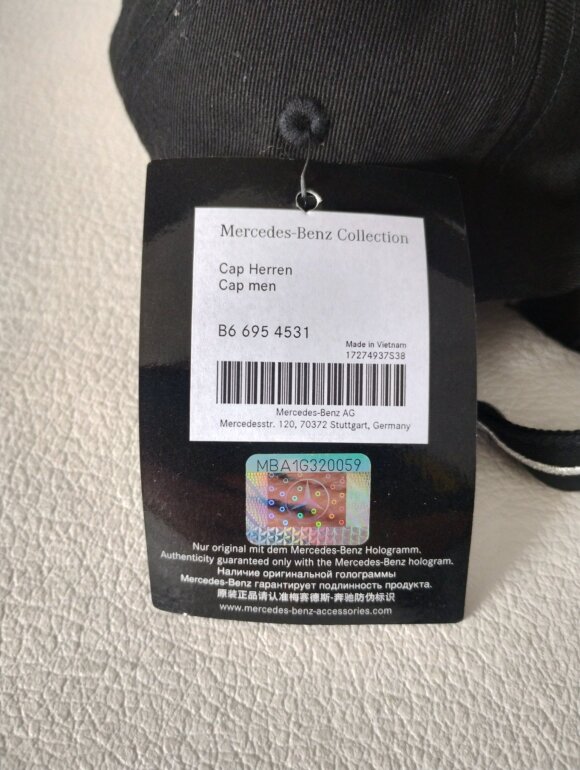 Mercedes-Benz Collection
Cap Herren
Cap men
B6 695 4531
Made in Vietnam
17274937S38
Mercedes-Benz AG
Mercedesstr. 120, 70372 Stuttgart, Germany
MBA1G320059
Nur original mit dem Mercedes-Benz Hologramm.
Authenticity guaranteed only with the Mercedes-Benz hologram.
Наличие оригинальной голограммы
Mercedes-Benz гарантирует подлинность продукта.
原装正品请认准梅赛德斯-奔驰防伪标识
www.mercedes-benz-accessories.com